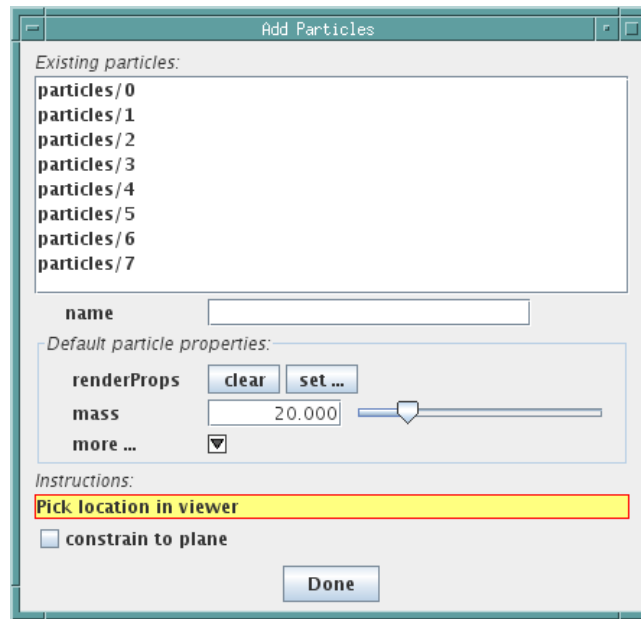 Add Particles
Existing particles:
particles/0
particles/1
particles/2
particles/3
particles/4
particles/5
particles/6
particles/7
name
Default particle properties:
renderProps clear set ...
mass 20.000
more ...
Instructions:
Pick location in viewer
constrain to plane
Done